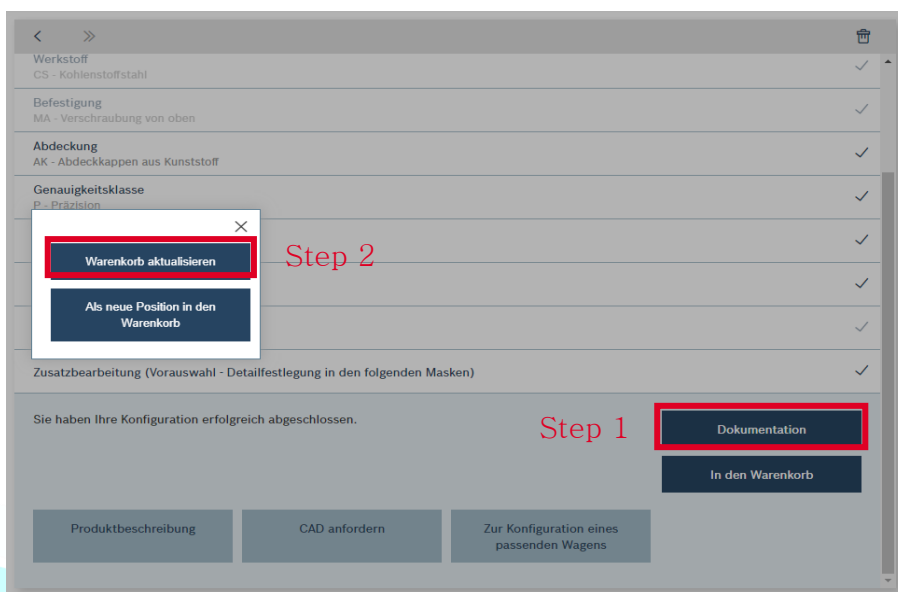 Werkstoff
CS - Kohlenstoffstahl
Befestigung
MA - Verschraubung von oben
Abdeckung
AK - Abdeckkappen aus Kunststoff
Genauigkeitsklasse
P - Präzision
Warenkorb aktualisieren
Step 2
Als neue Position in den
Warenkorb
Zusatzbearbeitung (Vorauswahl - Detailfestlegung in den folgenden Masken)
Sie haben Ihre Konfiguration erfolgreich abgeschlossen.
Step 1
Dokumentation
In den Warenkorb
Produktbeschreibung
CAD anfordern
Zur Konfiguration eines
passenden Wagens